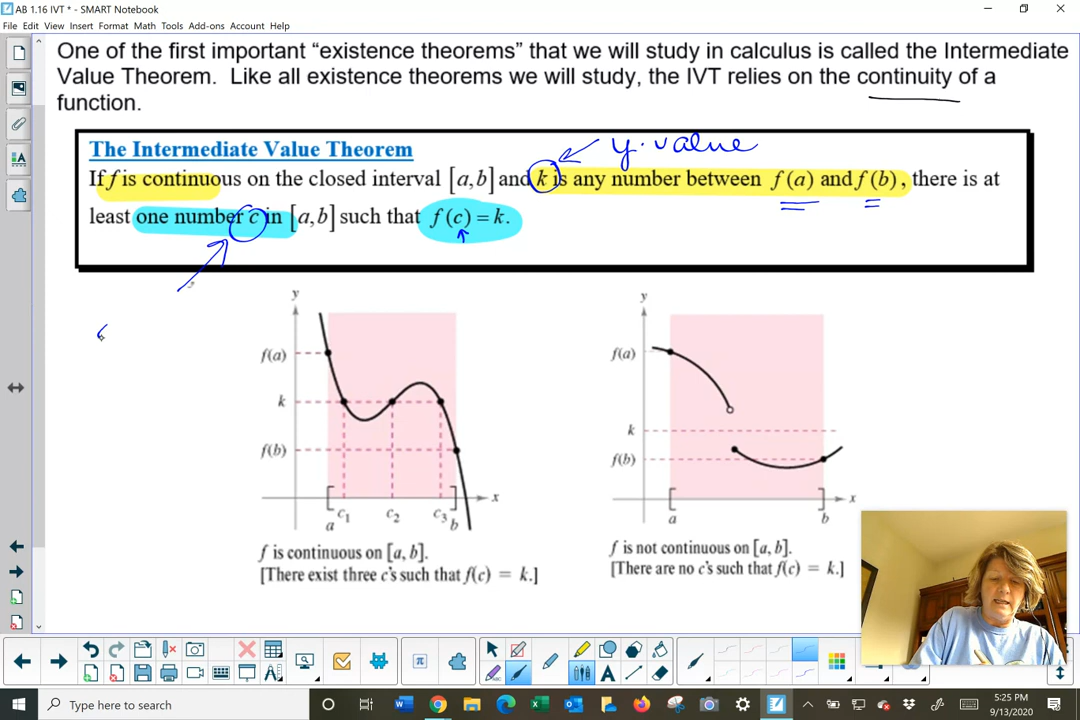 AB 1.16 IVT * - SMART Notebook
File Edit View Insert Format Math Tools Add-ons Account Help
One of the first important “existence theorems” that we will study in calculus is called the Intermediate
Value Theorem. Like all existence theorems we will study, the IVT relies on the continuity of a
function.
y-value
The Intermediate Value Theorem
If f is continuous on the closed interval [a,b] and k is any number between f(a) and f(b), there is at
least one number c in [a,b] such that f(c) = k.
y
f(a)
k
f(b)
x
a c₁ c₂ c₃ b
f is continuous on [a, b].
[There exist three c's such that f(c) = k.]
y
f(a)
k
f(b)
x
a b
f is not continuous on [a, b].
[There are no c's such that f(c) = k.]
Type here to search
5:25 PM
9/13/2020